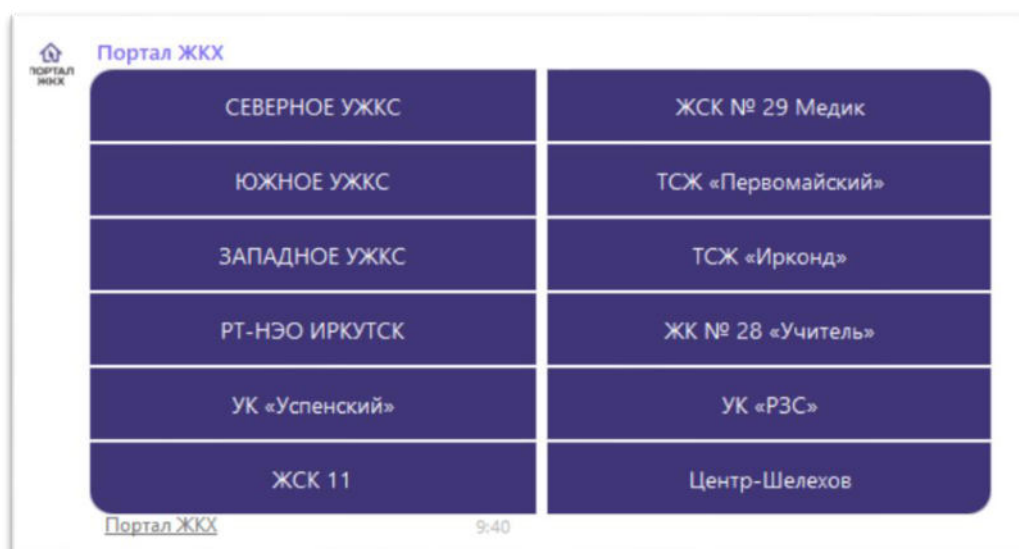 ПОРТАЛ
ЖКХ
Портал ЖКХ
СЕВЕРНОЕ УЖКС
ЖСК № 29 Медик
ЮЖНОЕ УЖКС
ТСЖ «Первомайский»
ЗАПАДНОЕ УЖКС
ТСЖ «Ирконд»
РТ-НЭО ИРКУТСК
ЖК № 28 «Учитель»
УК «Успенский»
УК «РЗС»
ЖСК 11
Центр-Шелехов
Портал ЖКХ
9:40